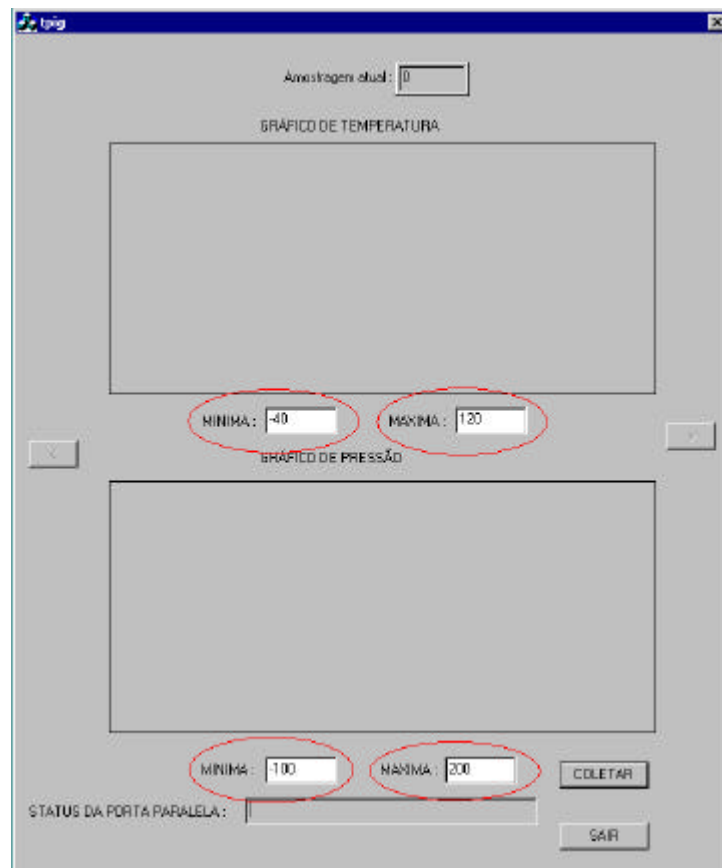 tpig
Amostragem atual : 0
GRÁFICO DE TEMPERATURA
MINIMA : -40 MAXIMA : 120
GRÁFICO DE PRESSÃO
MINIMA : -100 MAXIMA : 200
COLETAR
STATUS DA PORTA PARALELA :
SAIR